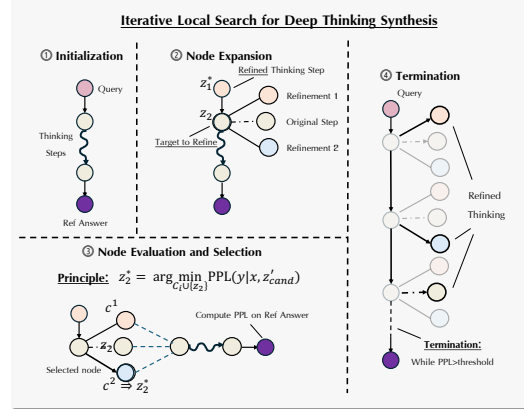 Iterative Local Search for Deep Thinking Synthesis
① Initialization
Query
Thinking
Steps
Ref Answer
② Node Expansion
Refined Thinking Step
z₁*
Refinement 1
z₂
Original Step
Target to Refine
Refinement 2
③ Node Evaluation and Selection
Principle: z₂* = arg min PPL(y|x, z′cand)
Cᵢ∪{z₂}
c¹
Compute PPL on Ref Answer
z₂
Selected node
c² ⇒ z₂*
④ Termination
Query
Refined
Thinking
Termination:
While PPL>threshold